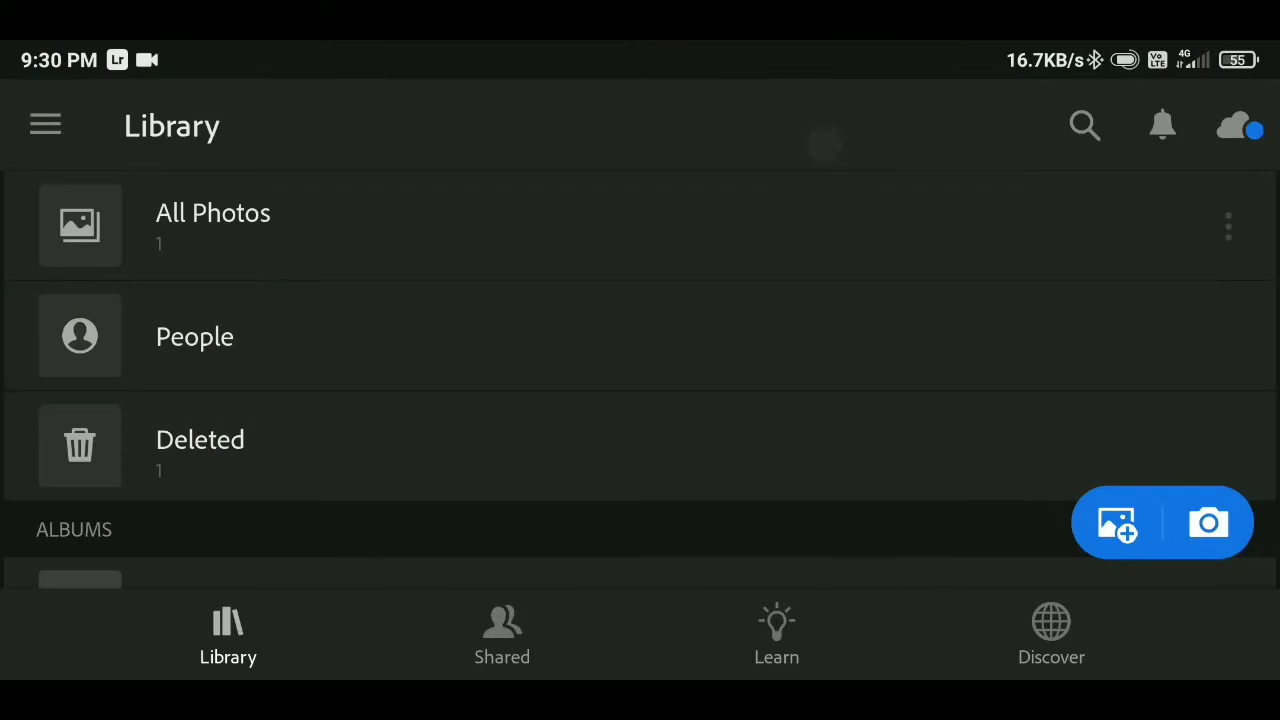 9:30 PM Lr 16.7KB/s Vo LTE 4G 55
Library
All Photos
1
People
Deleted
1
ALBUMS
Library Shared Learn Discover